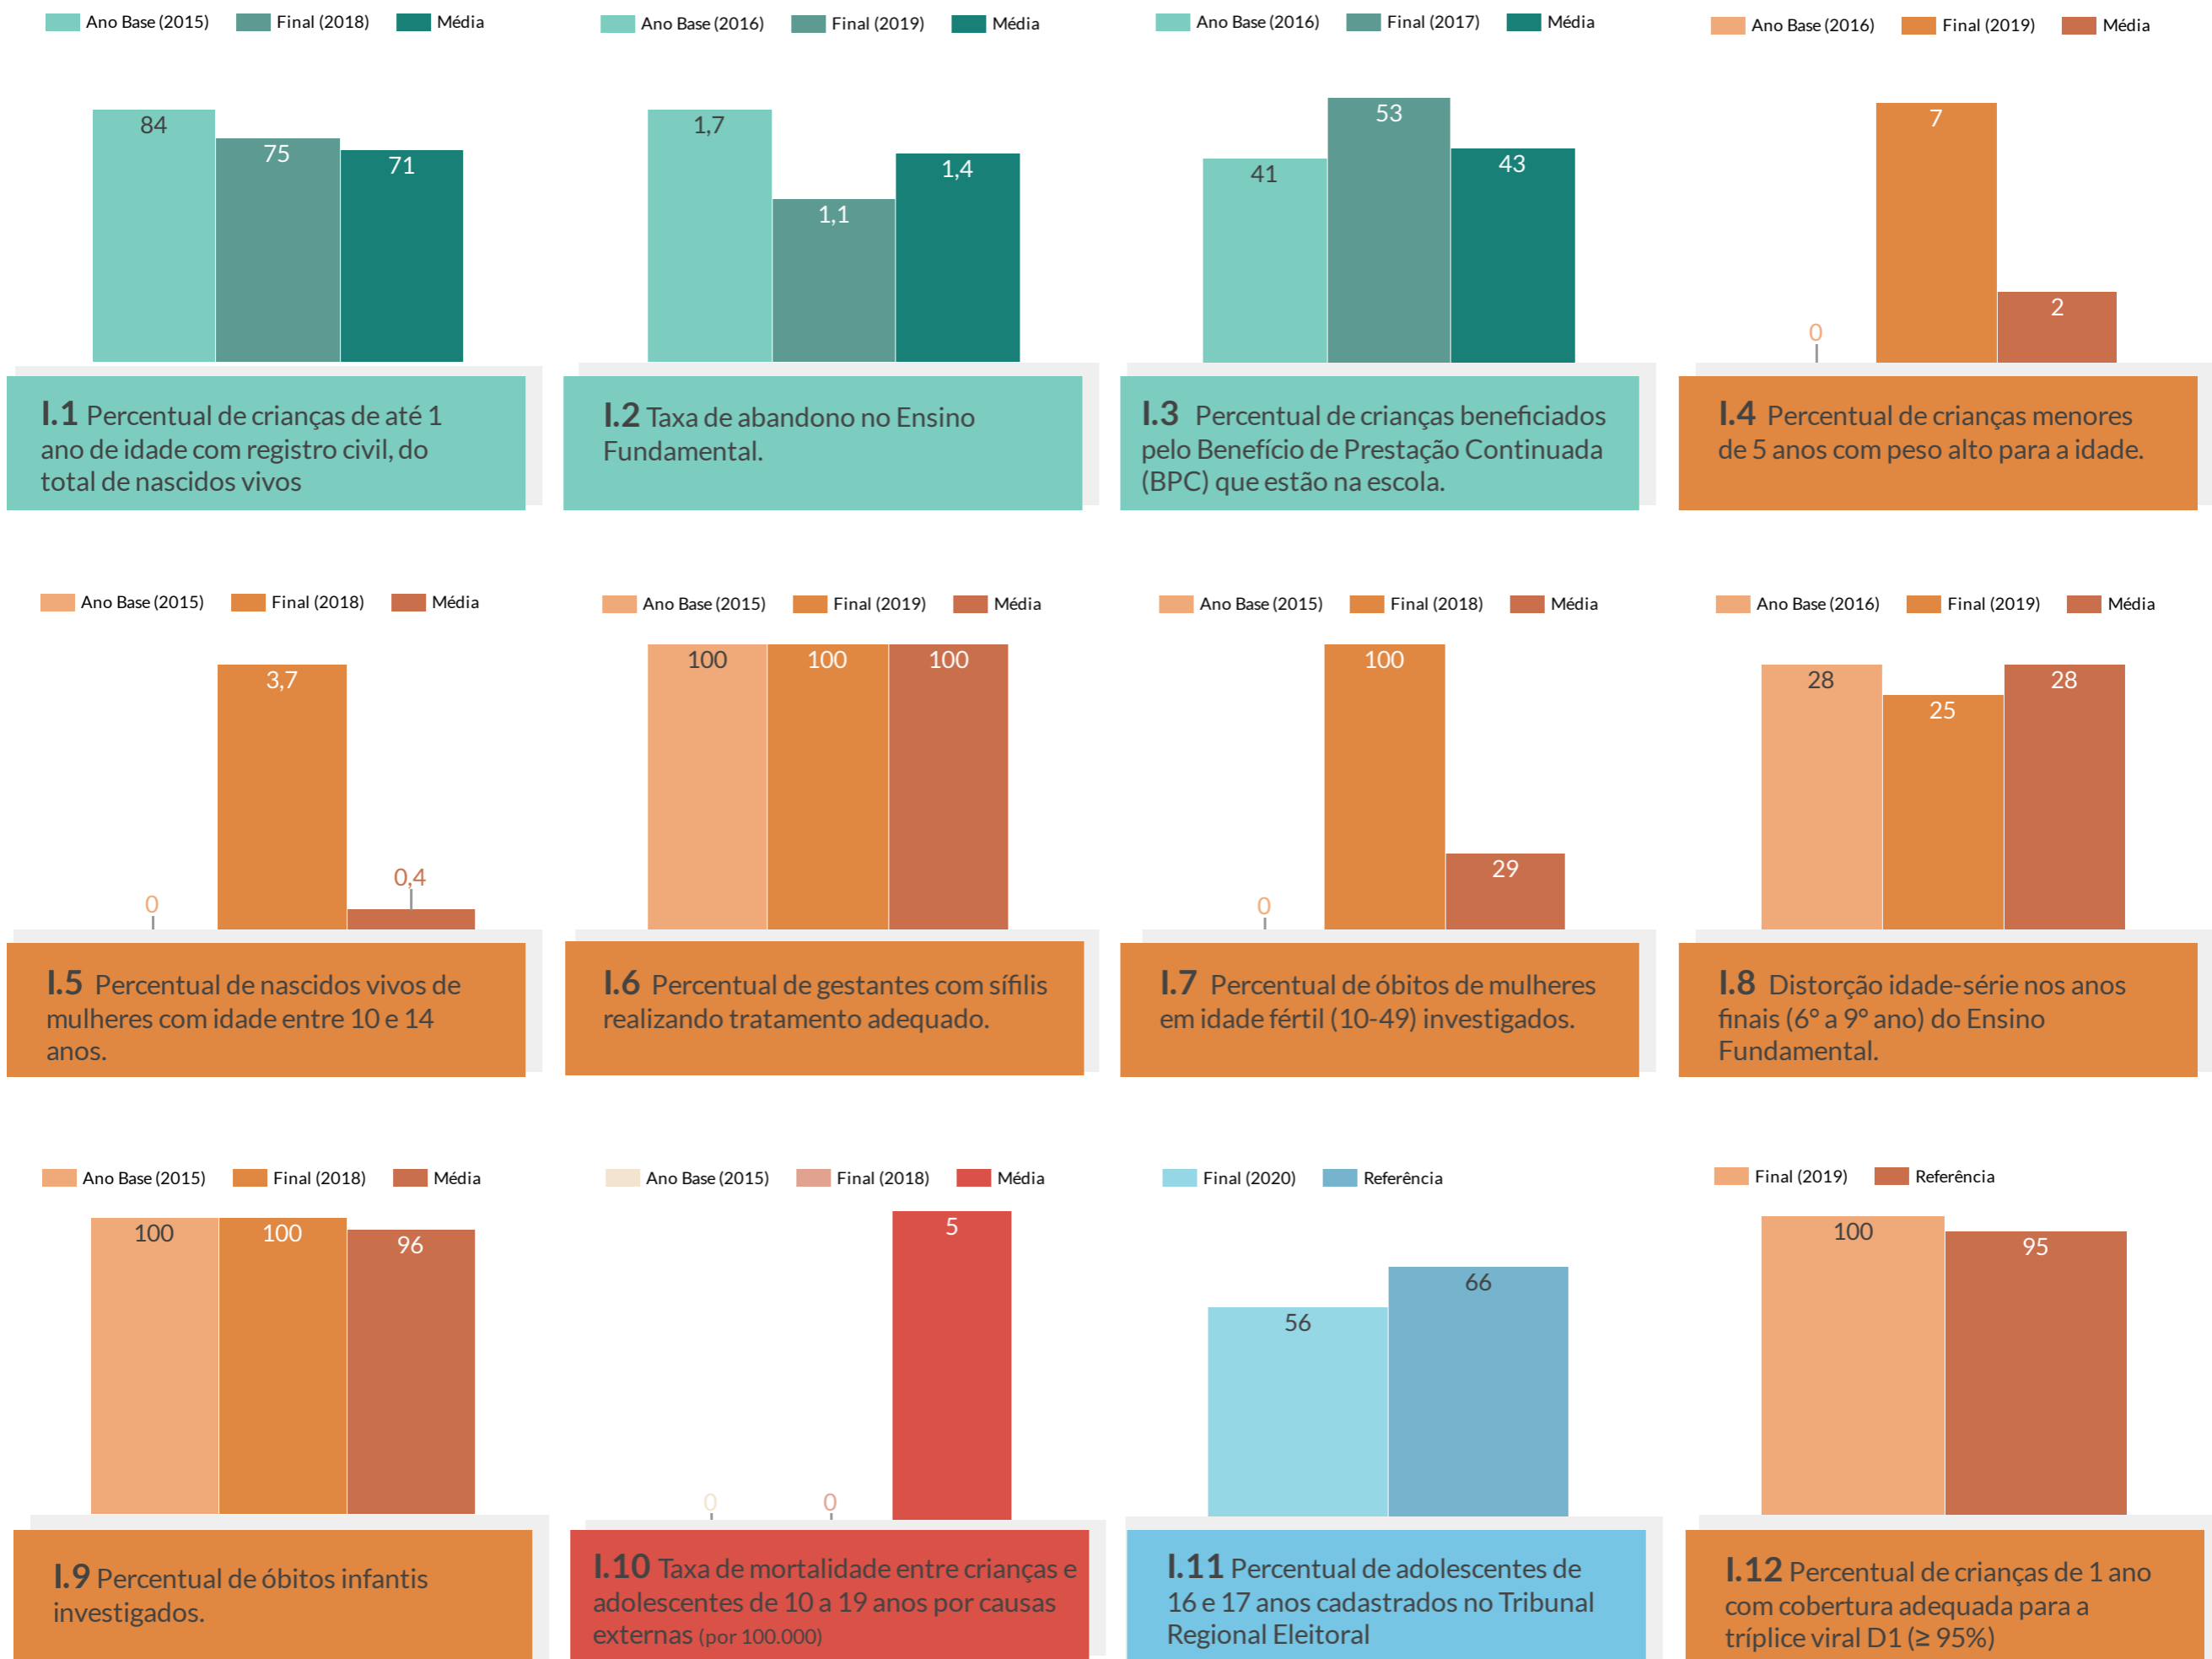 Ano Base (2015) Final (2018) Média
84
75
71
I.1 Percentual de crianças de até 1
ano de idade com registro civil, do
total de nascidos vivos
Ano Base (2016) Final (2019) Média
1,7
1,1
1,4
I.2 Taxa de abandono no Ensino
Fundamental.
Ano Base (2016) Final (2017) Média
41
53
43
I.3 Percentual de crianças beneficiados
pelo Benefício de Prestação Continuada
(BPC) que estão na escola.
Ano Base (2016) Final (2019) Média
0
7
2
I.4 Percentual de crianças menores
de 5 anos com peso alto para a idade.
Ano Base (2015) Final (2018) Média
0
3,7
0,4
I.5 Percentual de nascidos vivos de
mulheres com idade entre 10 e 14
anos.
Ano Base (2015) Final (2019) Média
100
100
100
I.6 Percentual de gestantes com sífilis
realizando tratamento adequado.
Ano Base (2015) Final (2018) Média
0
100
29
I.7 Percentual de óbitos de mulheres
em idade fértil (10-49) investigados.
Ano Base (2016) Final (2019) Média
28
25
28
I.8 Distorção idade-série nos anos
finais (6° a 9° ano) do Ensino
Fundamental.
Ano Base (2015) Final (2018) Média
100
100
96
I.9 Percentual de óbitos infantis
investigados.
Ano Base (2015) Final (2018) Média
0
0
5
I.10 Taxa de mortalidade entre crianças e
adolescentes de 10 a 19 anos por causas
externas (por 100.000)
Final (2020) Referência
56
66
I.11 Percentual de adolescentes de
16 e 17 anos cadastrados no Tribunal
Regional Eleitoral
Final (2019) Referência
100
95
I.12 Percentual de crianças de 1 ano
com cobertura adequada para a
tríplice viral D1 (≥ 95%)